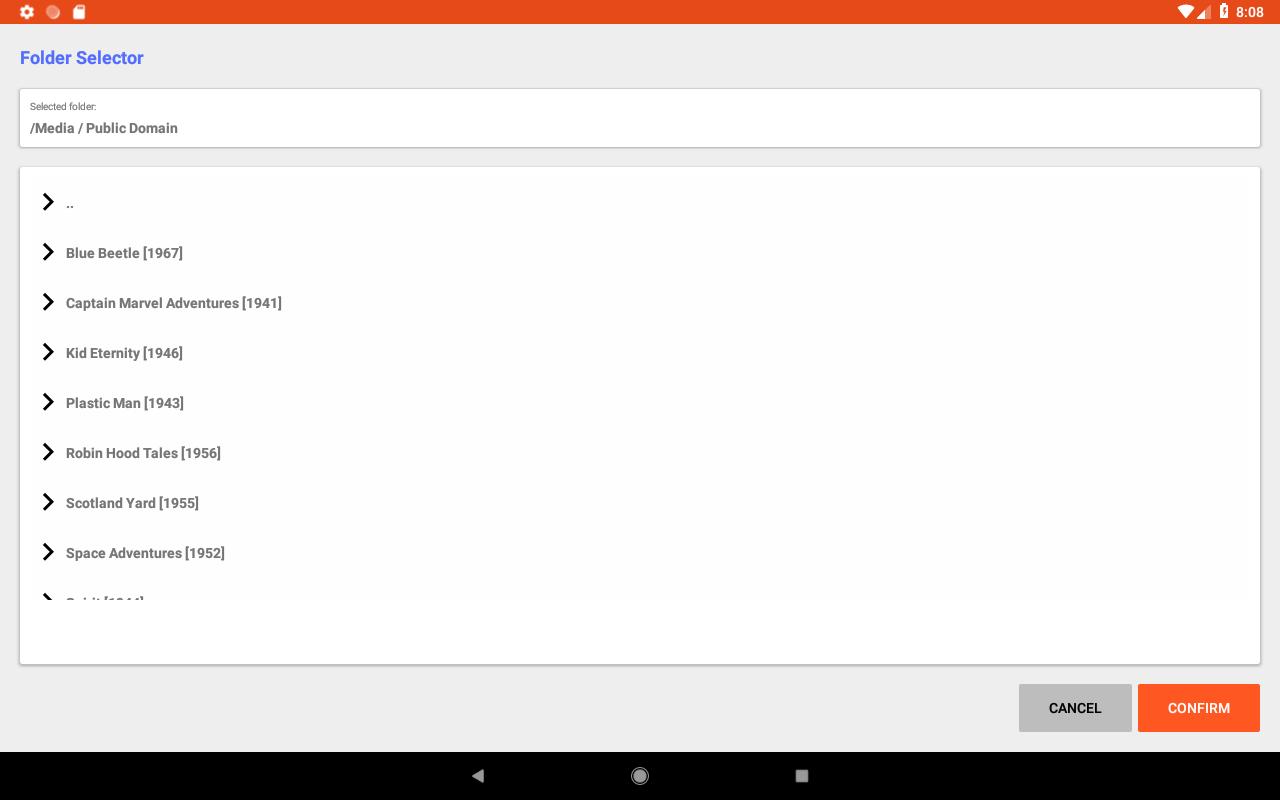 8:08
Folder Selector
Selected folder:
/Media / Public Domain
..
Blue Beetle [1967]
Captain Marvel Adventures [1941]
Kid Eternity [1946]
Plastic Man [1943]
Robin Hood Tales [1956]
Scotland Yard [1955]
Space Adventures [1952]
CANCEL
CONFIRM